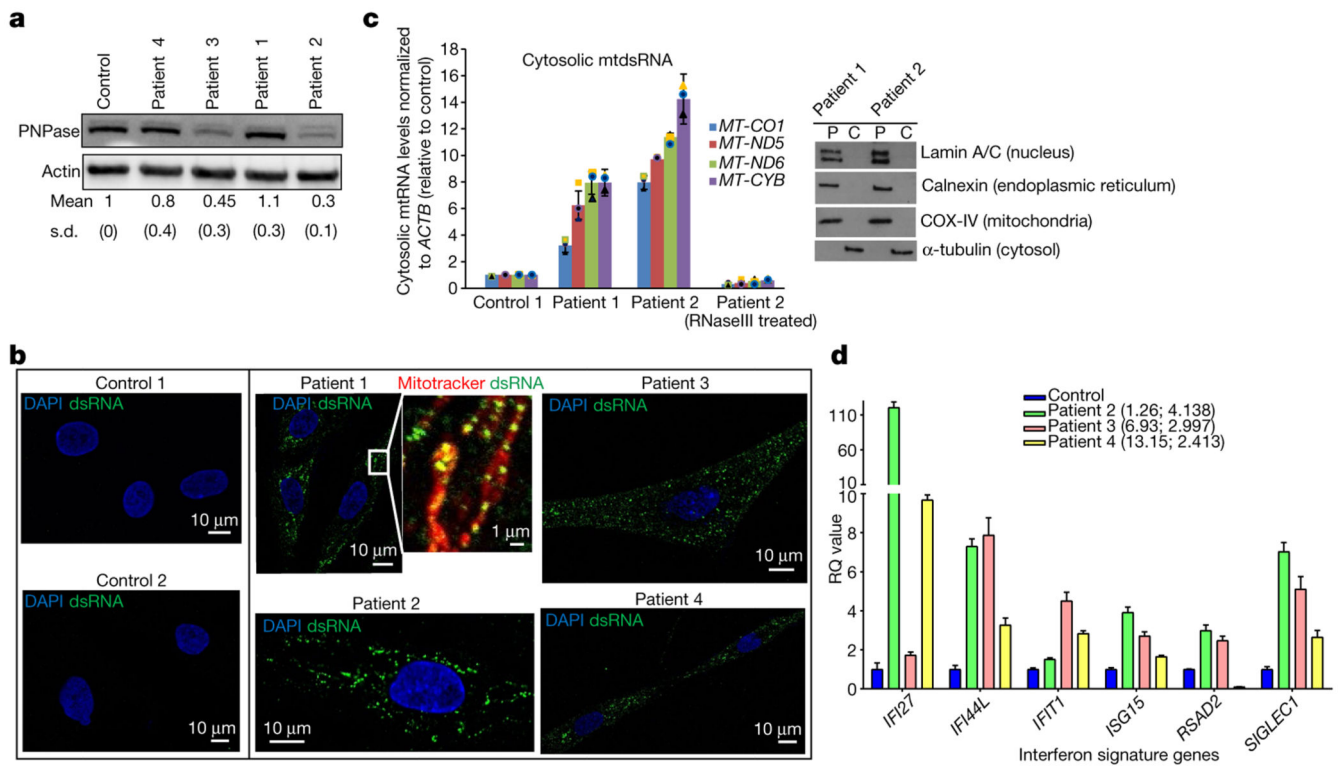 a
Control
Patient 4
Patient 3
Patient 1
Patient 2
PNPase
Actin
Mean 1 0.8 0.45 1.1 0.3
s.d. (0) (0.4) (0.3) (0.3) (0.1)
c
Cytosolic mtRNA levels normalized
to ACTB (relative to control)
18
16
14
12
10
8
6
4
2
0
Cytosolic mtdsRNA
MT-CO1
MT-ND5
MT-ND6
MT-CYB
Control 1 Patient 1 Patient 2 Patient 2
(RNaseIII treated)
Patient 1
Patient 2
P C P C
Lamin A/C (nucleus)
Calnexin (endoplasmic reticulum)
COX-IV (mitochondria)
α-tubulin (cytosol)
b
Control 1
DAPI dsRNA
10 μm
Control 2
DAPI dsRNA
10 μm
Patient 1
DAPI dsRNA
10 μm
Mitotracker dsRNA
1 μm
Patient 3
DAPI dsRNA
10 μm
Patient 2
DAPI dsRNA
10 μm
Patient 4
DAPI dsRNA
10 μm
d
Control
Patient 2 (1.26; 4.138)
Patient 3 (6.93; 2.997)
Patient 4 (13.15; 2.413)
RQ value
110
60
10
10
8
6
4
2
0
IFI27
IFI44L
IFIT1
ISG15
RSAD2
SIGLEC1
Interferon signature genes